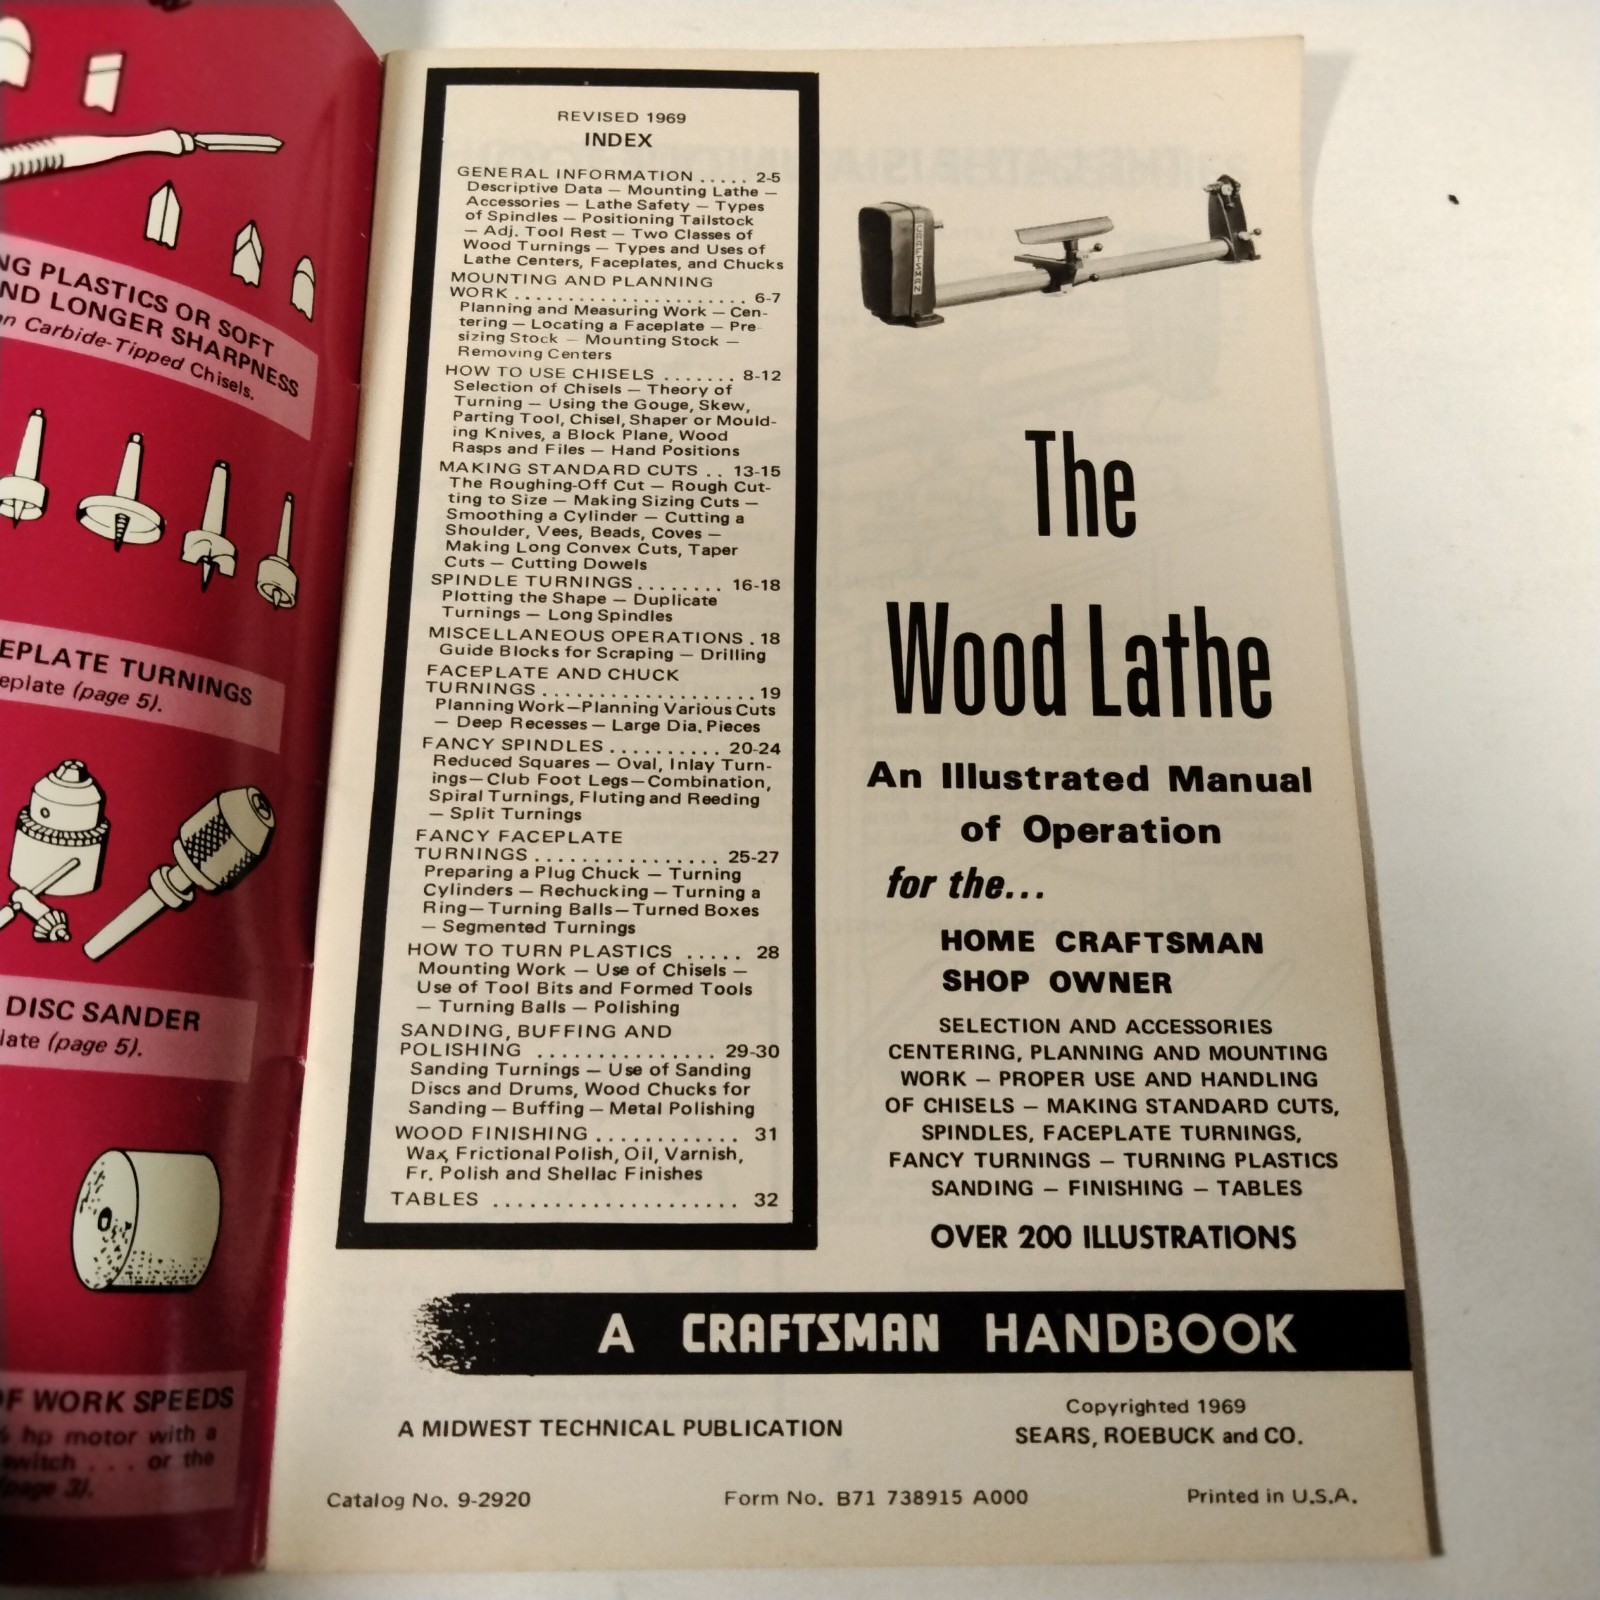 NG PLASTICS OR SOFT
ND LONGER SHARPNESS
on Carbide-Tipped Chisels.
EPLATE TURNINGS
eplate (page 5).
DISC SANDER
late (page 5).
OF WORK SPEEDS
hp motor with a
switch . . . or the
(page 3).
REVISED 1969
INDEX
GENERAL INFORMATION ..... 2-5
Descriptive Data — Mounting Lathe —
Accessories — Lathe Safety — Types
of Spindles — Positioning Tailstock
— Adj. Tool Rest — Two Classes of
Wood Turnings — Types and Uses of
Lathe Centers, Faceplates, and Chucks
MOUNTING AND PLANNING
WORK ....................... 6-7
Planning and Measuring Work — Cen-
tering — Locating a Faceplate — Pre-
sizing Stock — Mounting Stock —
Removing Centers
HOW TO USE CHISELS ....... 8-12
Selection of Chisels — Theory of
Turning — Using the Gouge, Skew,
Parting Tool, Chisel, Shaper or Mould-
ing Knives, a Block Plane, Wood
Rasps and Files — Hand Positions
MAKING STANDARD CUTS .. 13-15
The Roughing-Off Cut — Rough Cut-
ting to Size — Making Sizing Cuts —
Smoothing a Cylinder — Cutting a
Shoulder, Vees, Beads, Coves —
Making Long Convex Cuts, Taper
Cuts — Cutting Dowels
SPINDLE TURNINGS ........ 16-18
Plotting the Shape — Duplicate
Turnings — Long Spindles
MISCELLANEOUS OPERATIONS . 18
Guide Blocks for Scraping — Drilling
FACEPLATE AND CHUCK
TURNINGS ................... 19
Planning Work—Planning Various Cuts
— Deep Recesses — Large Dia. Pieces
FANCY SPINDLES .......... 20-24
Reduced Squares — Oval, Inlay Turn-
ings—Club Foot Legs—Combination,
Spiral Turnings, Fluting and Reeding
— Split Turnings
FANCY FACEPLATE
TURNINGS ................ 25-27
Preparing a Plug Chuck — Turning
Cylinders — Rechucking — Turning a
Ring— Turning Balls—Turned Boxes
— Segmented Turnings
HOW TO TURN PLASTICS ..... 28
Mounting Work — Use of Chisels —
Use of Tool Bits and Formed Tools
— Turning Balls — Polishing
SANDING, BUFFING AND
POLISHING ............... 29-30
Sanding Turnings — Use of Sanding
Discs and Drums, Wood Chucks for
Sanding — Buffing — Metal Polishing
WOOD FINISHING ............ 31
Wax, Frictional Polish, Oil, Varnish,
Fr. Polish and Shellac Finishes
TABLES .................... 32
CRAFTSMAN
The
Wood Lathe
An Illustrated Manual
of Operation
for the...
HOME CRAFTSMAN
SHOP OWNER
SELECTION AND ACCESSORIES
CENTERING, PLANNING AND MOUNTING
WORK — PROPER USE AND HANDLING
OF CHISELS — MAKING STANDARD CUTS,
SPINDLES, FACEPLATE TURNINGS,
FANCY TURNINGS — TURNING PLASTICS
SANDING — FINISHING — TABLES
OVER 200 ILLUSTRATIONS
A CRAFTSMAN HANDBOOK
A MIDWEST TECHNICAL PUBLICATION
Copyrighted 1969
SEARS, ROEBUCK and CO.
Catalog No. 9-2920
Form No. B71 738915 A000
Printed in U.S.A.